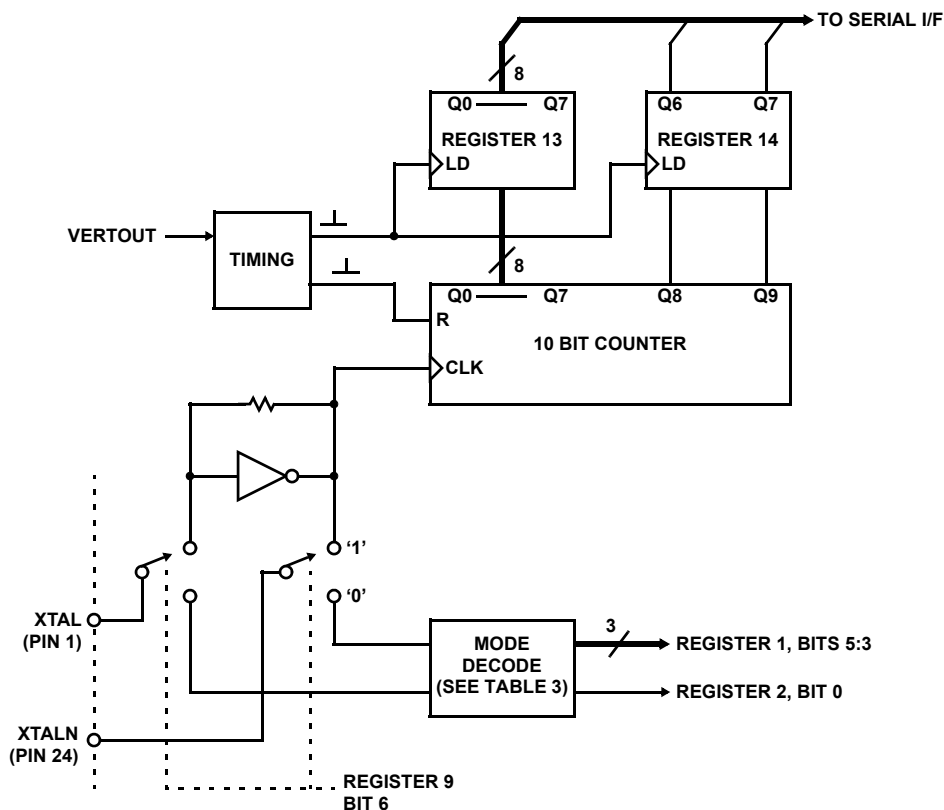 TO SERIAL I/F
8
Q0 Q7
REGISTER 13
LD
Q6 Q7
REGISTER 14
LD
VERTOUT
TIMING
8
Q0 Q7 Q8 Q9
R
10 BIT COUNTER
CLK
‘1’
‘0’
XTAL
(PIN 1)
XTALN
(PIN 24)
MODE
DECODE
(SEE TABLE 3)
3
REGISTER 1, BITS 5:3
REGISTER 2, BIT 0
REGISTER 9
BIT 6